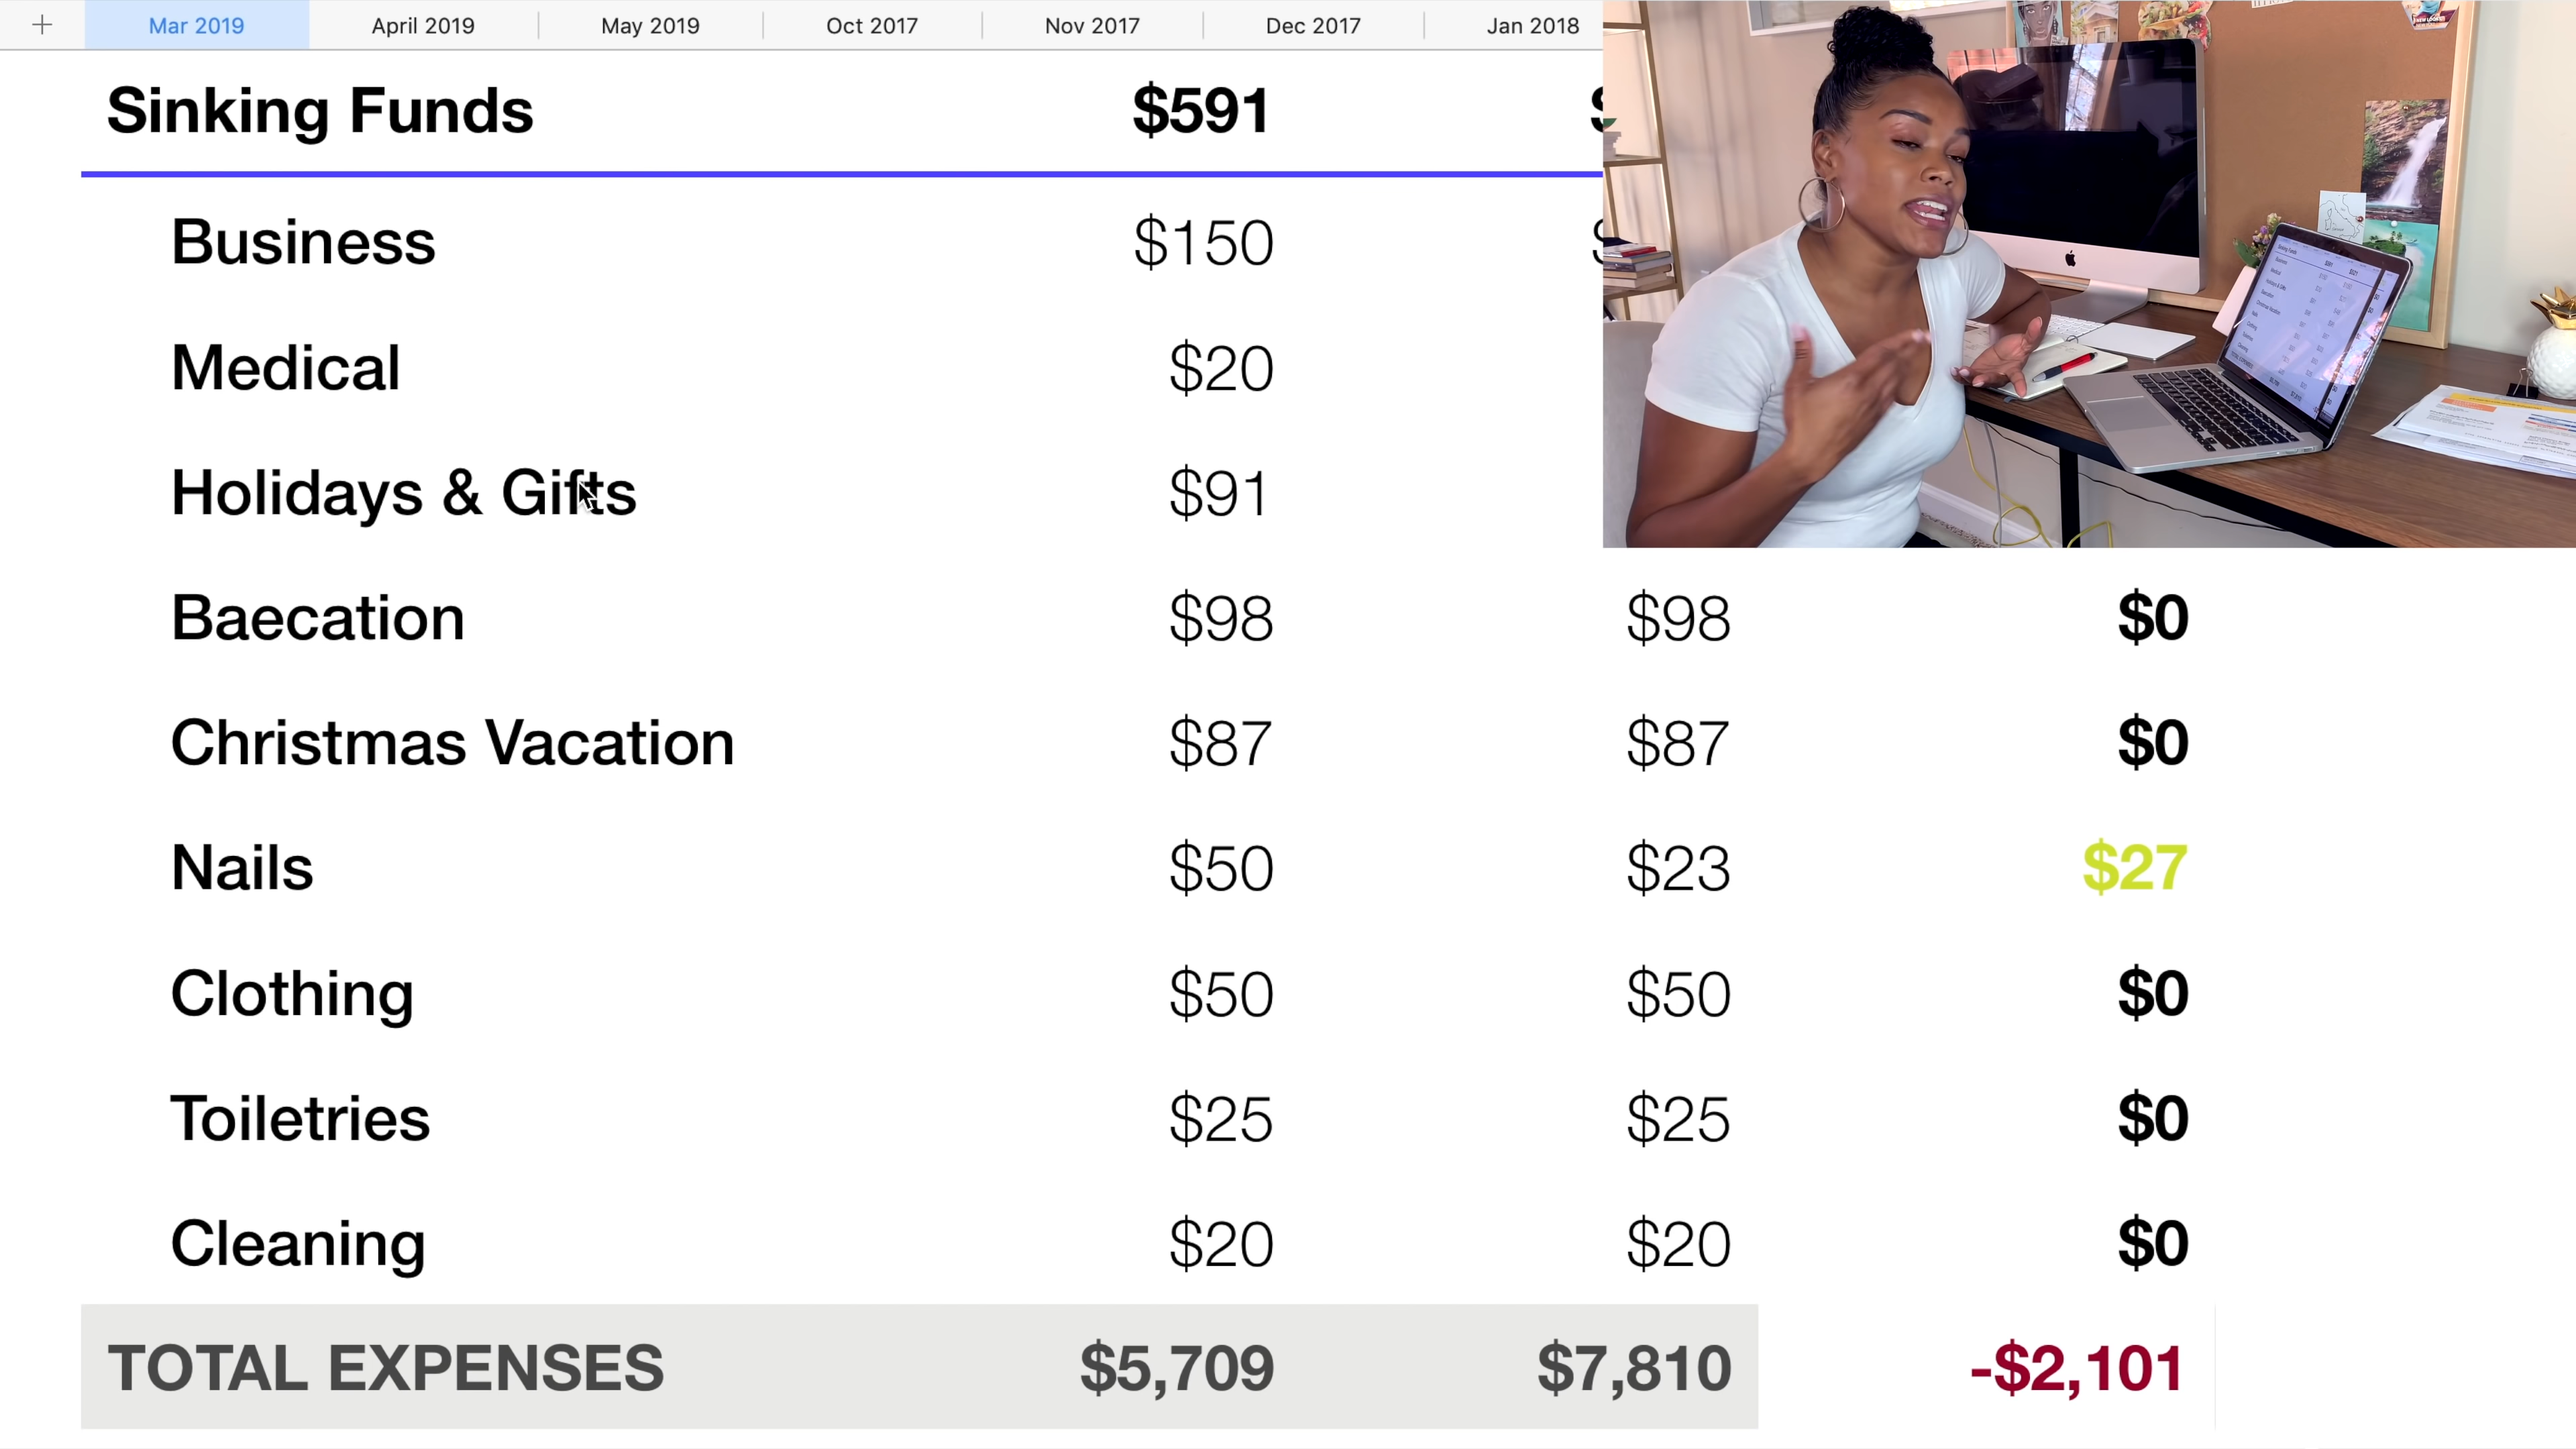 Mar 2019 April 2019 May 2019 Oct 2017 Nov 2017 Dec 2017 Jan 2018
Sinking Funds $591
Business $150
Medical $20
Holidays & Gifts $91
Baecation $98 $98 $0
Christmas Vacation $87 $87 $0
Nails $50 $23 $27
Clothing $50 $50 $0
Toiletries $25 $25 $0
Cleaning $20 $20 $0
TOTAL EXPENSES $5,709 $7,810 -$2,101